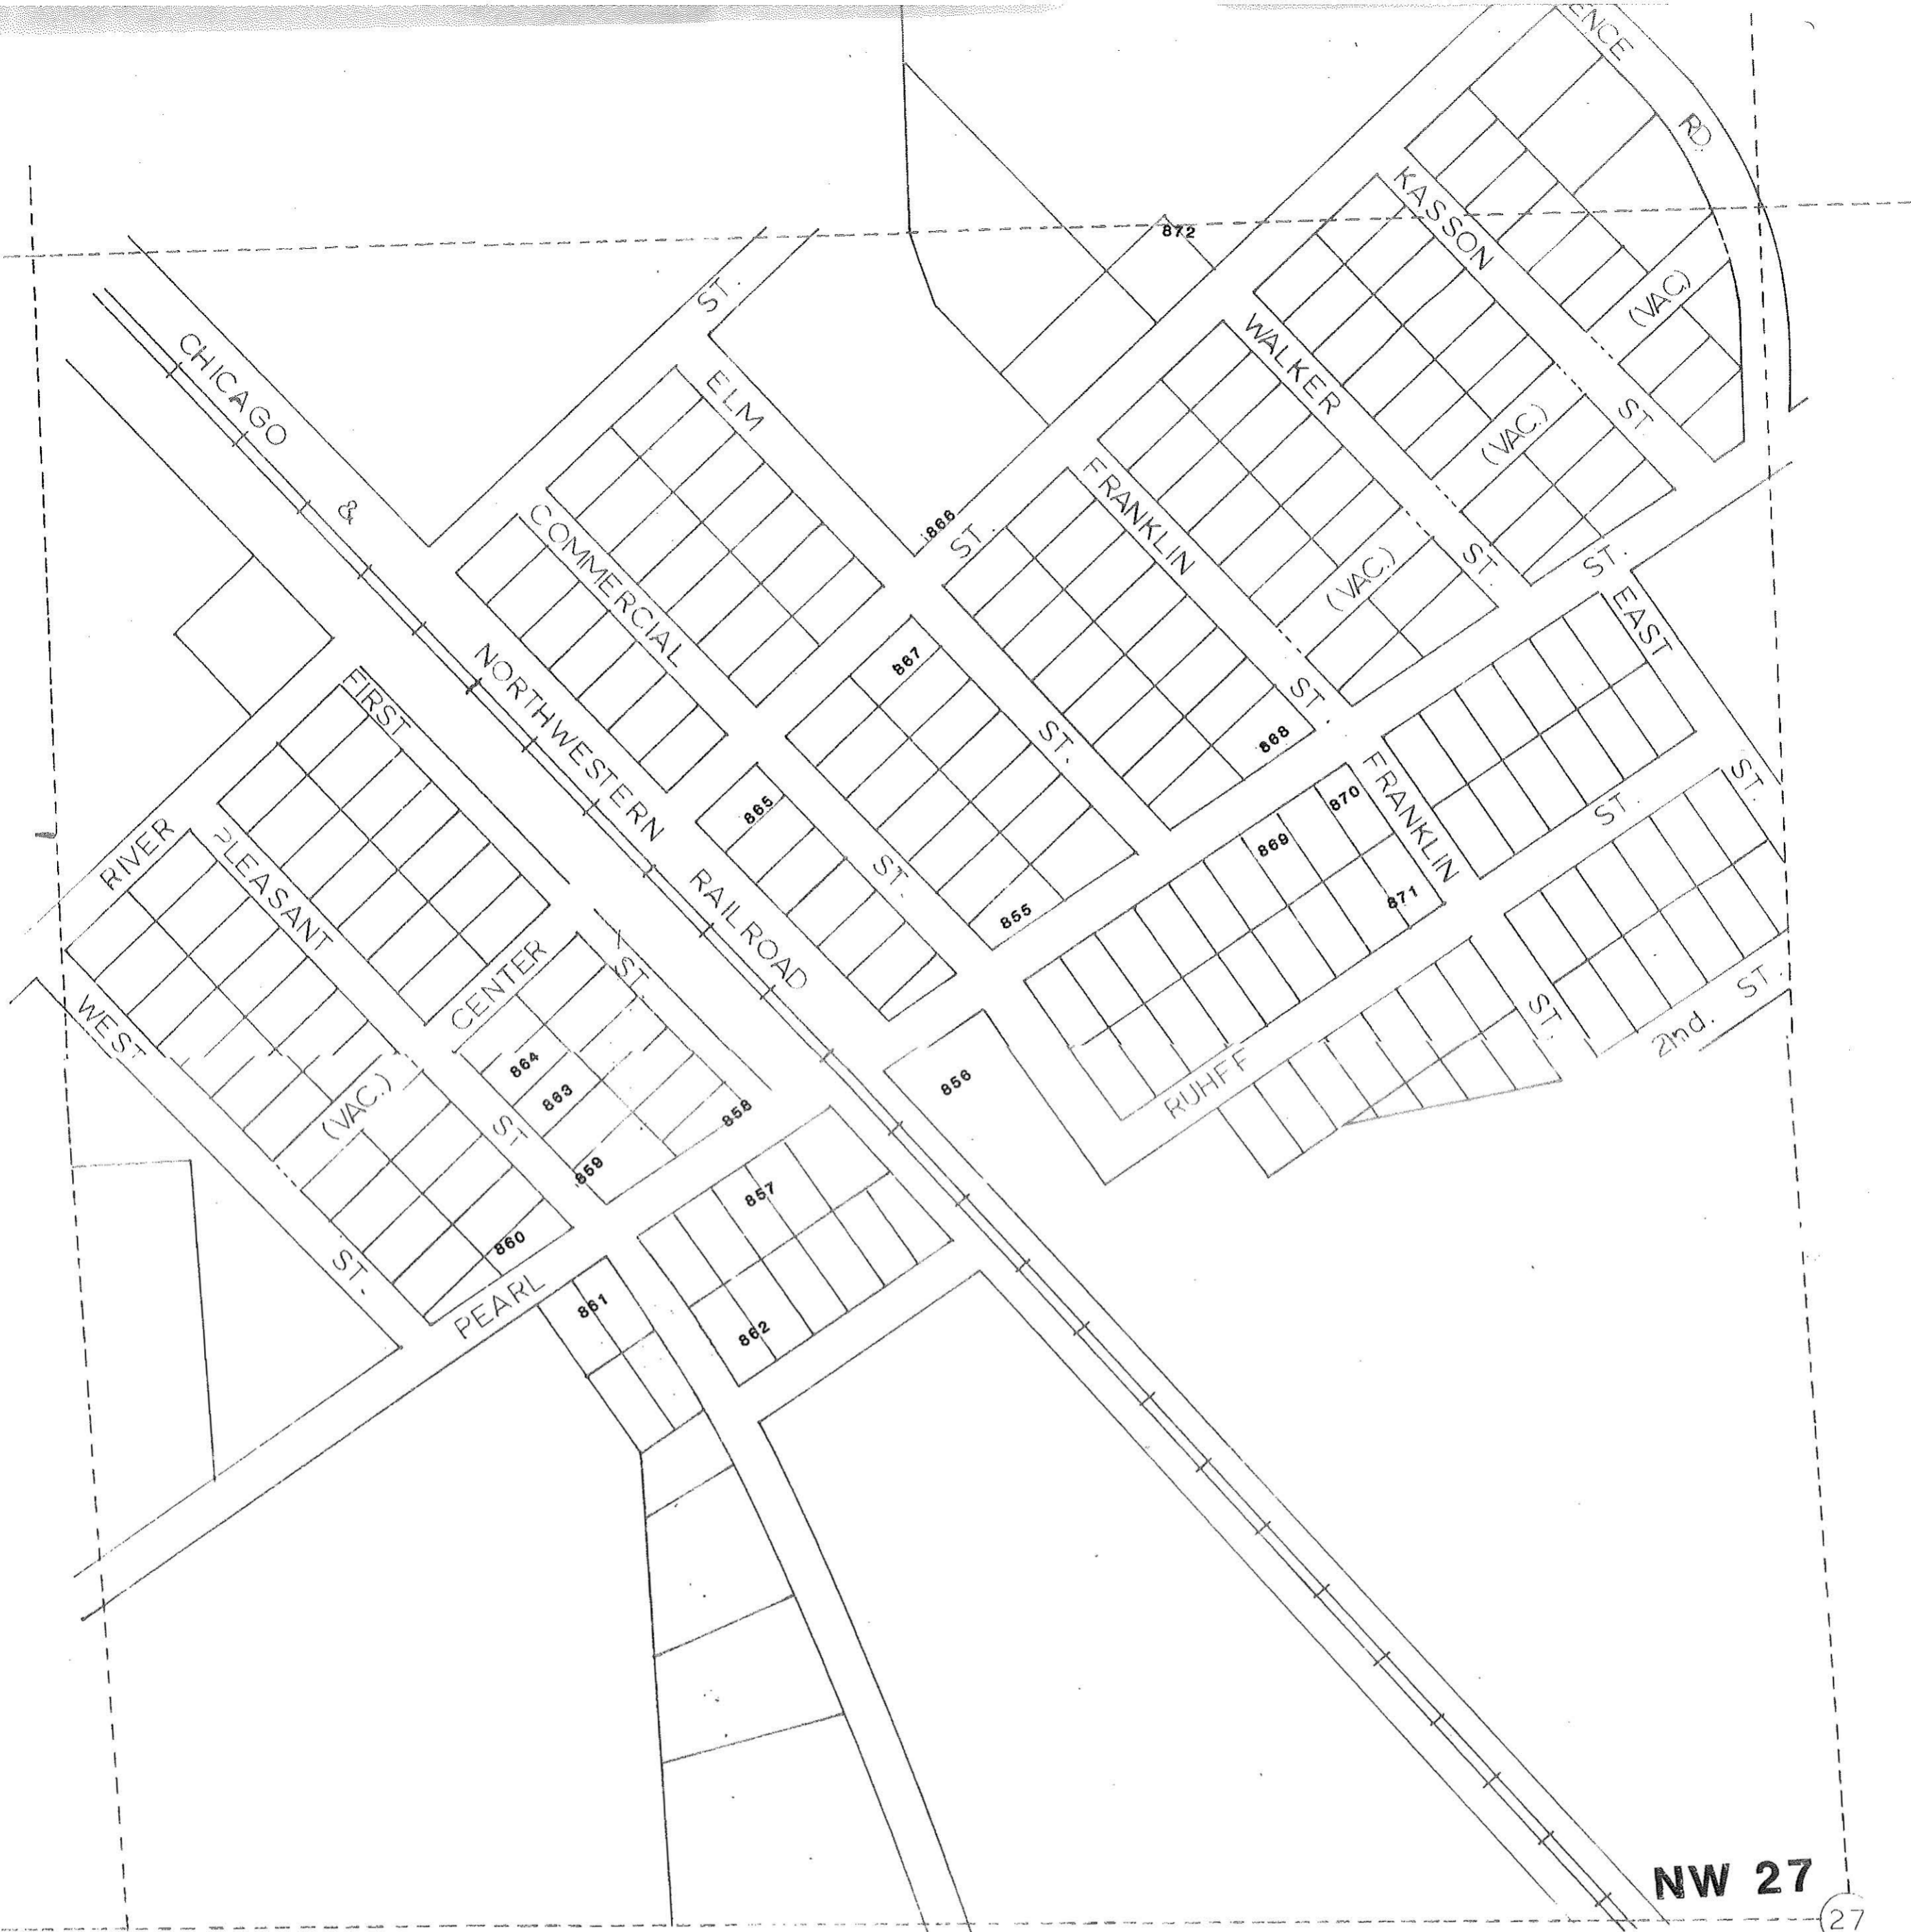 ENCE
RD.
KASSON
ST.
872
(VAC)
ST.
CHICAGO
&
NORTHWESTERN
RAILROAD
ELM
ST.
WALKER
ST.
(VAC.)
FRANKLIN
ST.
(VAC.)
866
ST.
COMMERCIAL
ST.
ST.
EAST
ST.
867
868
FIRST
ST.
865
870
869
871
FRANKLIN
ST.
ST.
RIVER
PLEASANT
ST
855
CENTER
WEST
ST.
2nd.
ST.
864
863
856
RUHFF
(VAC.)
858
859
857
860
PEARL
861
862
NW 27
27